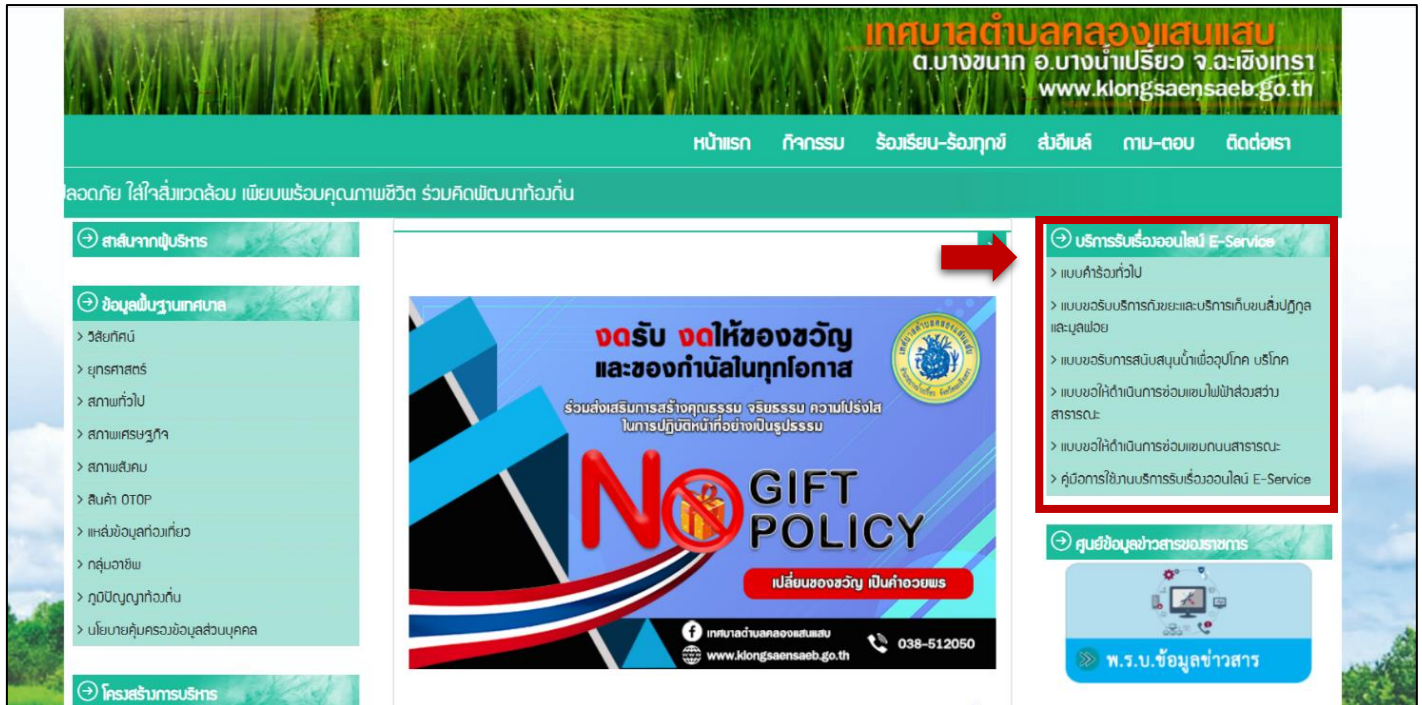 เทศบาลตำบลคลองแสนแสบ
ต.บางขนาก อ.บางน้ำเปรี้ยว จ.ฉะเชิงเทรา
www.klongsaensaeb.go.th
หน้าแรก กิจกรรม ร้องเรียน-ร้องทุกข์ ส่งอีเมล์ ถาม-ตอบ ติดต่อเรา
ปลอดภัย ใส่ใจสิ่งแวดล้อม เพียบพร้อมคุณภาพชีวิต ร่วมคิดพัฒนาท้องถิ่น
สาส์นจากผู้บริหาร
ข้อมูลพื้นฐานเทศบาล
> วิสัยทัศน์
> ยุทธศาสตร์
> สภาพทั่วไป
> สภาพเศรษฐกิจ
> สภาพสังคม
> สินค้า OTOP
> แหล่งข้อมูลท่องเที่ยว
> กลุ่มอาชีพ
> ภูมิปัญญาท้องถิ่น
> นโยบายคุ้มครองข้อมูลส่วนบุคคล
โครงสร้างการบริหาร
งดรับ งดให้ของขวัญ
และของกำนัลในทุกโอกาส
ร่วมส่งเสริมการสร้างคุณธรรม จริยธรรม ความโปร่งใส
ในการปฏิบัติหน้าที่อย่างเป็นรูปธรรม
NO GIFT
POLICY
เปลี่ยนของขวัญ เป็นคำอวยพร
เทศบาลตำบลคลองแสนแสบ
www.klongsaensaeb.go.th
038-512050
บริการรับเรื่องออนไลน์ E-Service
> แบบคำร้องทั่วไป
> แบบขอรับบริการถังขยะและบริการเก็บขนสิ่งปฏิกูล
และมูลฝอย
> แบบขอรับการสนับสนุนน้ำเพื่ออุปโภค บริโภค
> แบบขอให้ดำเนินการซ่อมแซมไฟฟ้าส่องสว่าง
สาธารณะ
> แบบขอให้ดำเนินการซ่อมแซมถนนสาธารณะ
> คู่มือการใช้งานบริการรับเรื่องออนไลน์ E-Service
ศูนย์ข้อมูลข่าวสารของราชการ
พ.ร.บ.ข้อมูลข่าวสาร